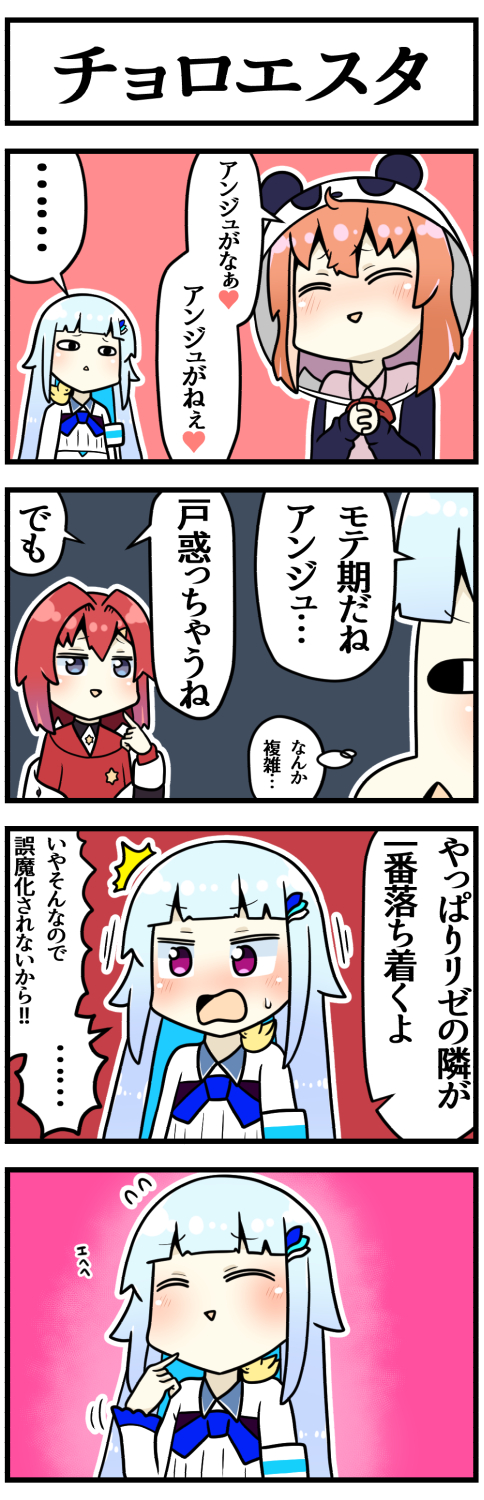 チョロエスタ
アンジュがなぁ♥
アンジュがねぇ♥
……
モテ期だね
アンジュ…
なんか
複雑…
戸惑っちゃうね
でも
やっぱりリゼの隣が
一番落ち着くよ
いやそんなので
誤魔化されないから!!
……
エヘヘ